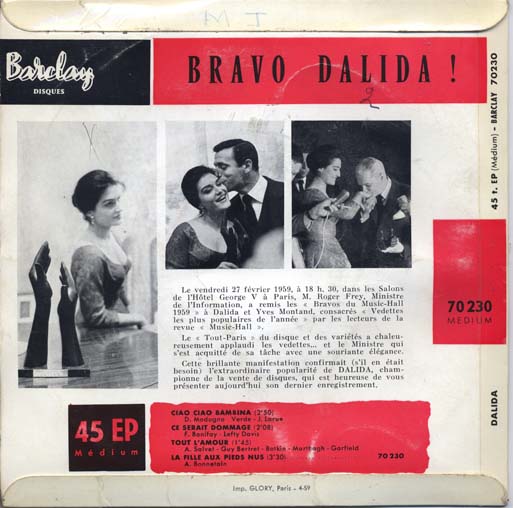 MJ
Barclay
DISQUES
BRAVO DALIDA !
45 t. EP (Médium) - BARCLAY 70230
Le vendredi 27 février 1959, à 18 h. 30, dans les Salons
de l'Hôtel George V à Paris, M. Roger Frey, Ministre
de l'Information, a remis les « Bravos du Music-Hall
1959 » à Dalida et Yves Montand, consacrés « Vedettes
les plus populaires de l'année » par les lecteurs de la
revue « Music-Hall ».
Le « Tout-Paris » du disque et des variétés a chaleu-
reusement applaudi les vedettes... et le Ministre qui
s'est acquitté de sa tâche avec une souriante élégance.
Cette brillante manifestation confirmait (s'il en était
besoin) l'extraordinaire popularité de DALIDA, cham-
pionne de la vente de disques, qui est heureuse de vous
présenter aujourd'hui son dernier enregistrement.
70 230
MEDIUM
DALIDA
45 EP
Médium
CIAO CIAO BAMBINA (2'50)
D. Modugno Verde - J. Larue
CE SERAIT DOMMAGE (2'08)
F. Bonifay - Lefty Davis
TOUT L'AMOUR (1'45)
A. Salvet - Guy Bertret - Botkin - Murtragh - Garfield
LA FILLE AUX PIEDS NUS (3'30)
A. Bonnetain
70 230
Imp. GLORY, Paris - 4-59